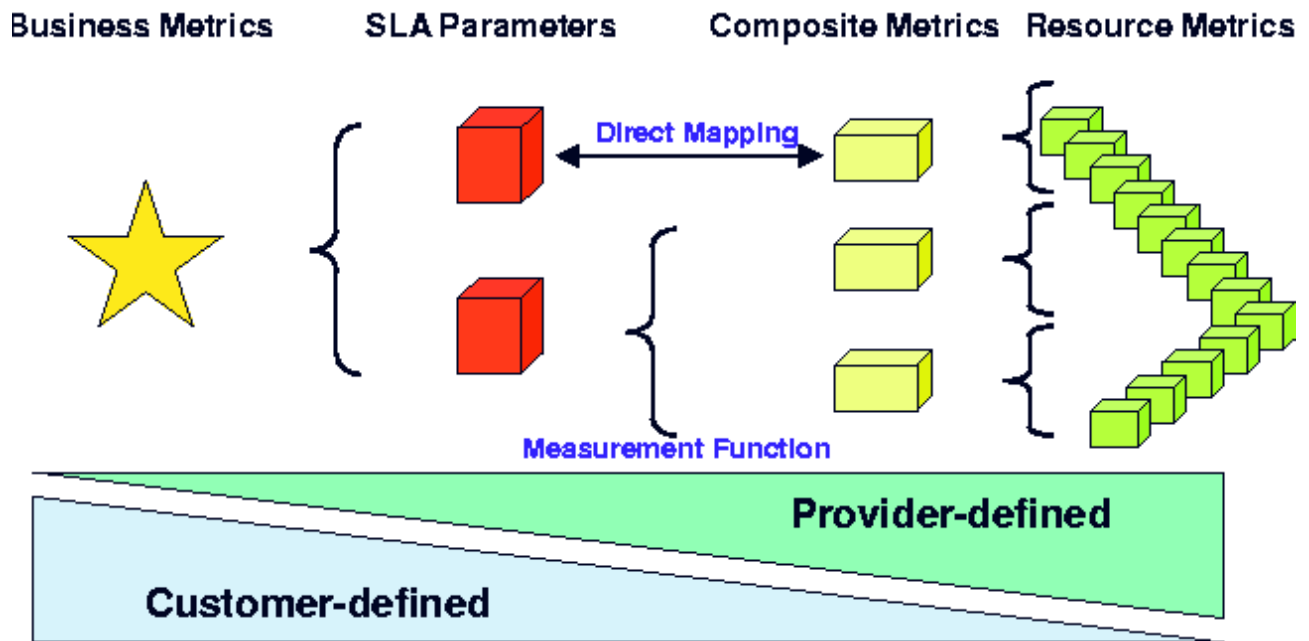 Business Metrics
SLA Parameters
Composite Metrics
Resource Metrics
Direct Mapping
Measurement Function
Provider-defined
Customer-defined